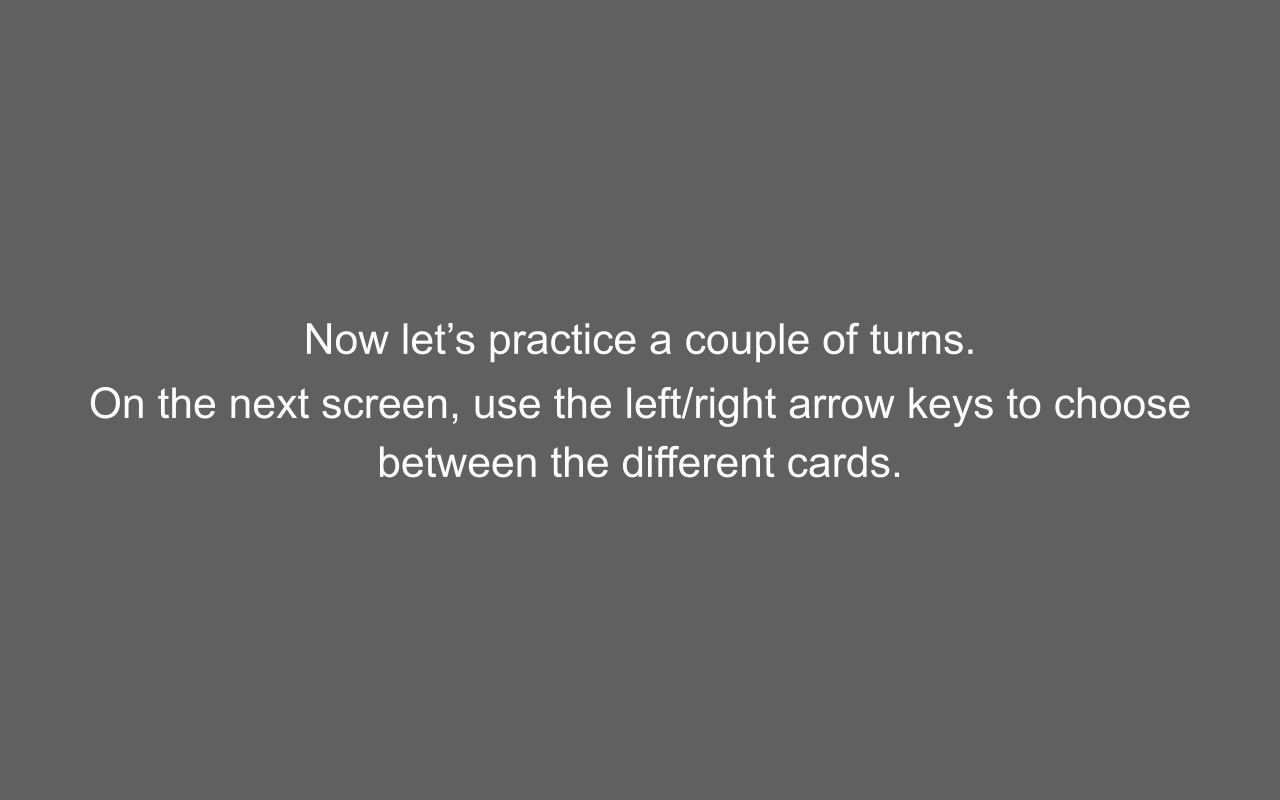 Now let’s practice a couple of turns.
On the next screen, use the left/right arrow keys to choose
between the different cards.